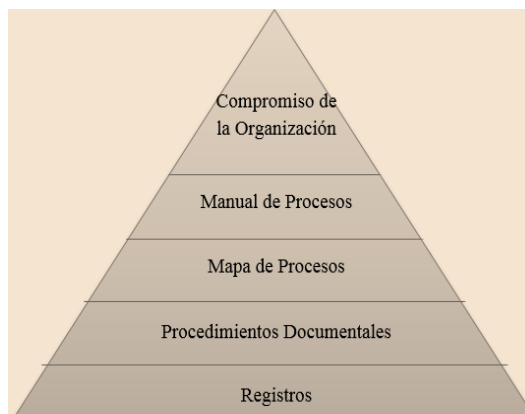 Compromiso de
la Organización
Manual de Procesos
Mapa de Procesos
Procedimientos Documentales
Registros